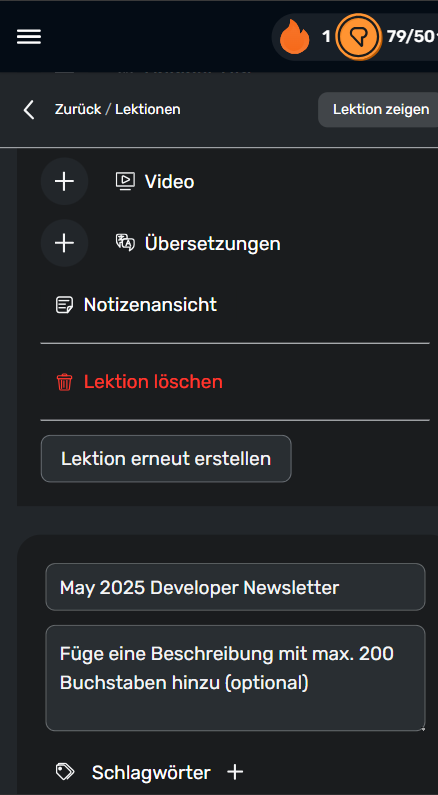 1 79/50
Zurück / Lektionen
Lektion zeigen
Video
Übersetzungen
Notizenansicht
Lektion löschen
Lektion erneut erstellen
May 2025 Developer Newsletter
Füge eine Beschreibung mit max. 200
Buchstaben hinzu (optional)
Schlagwörter +